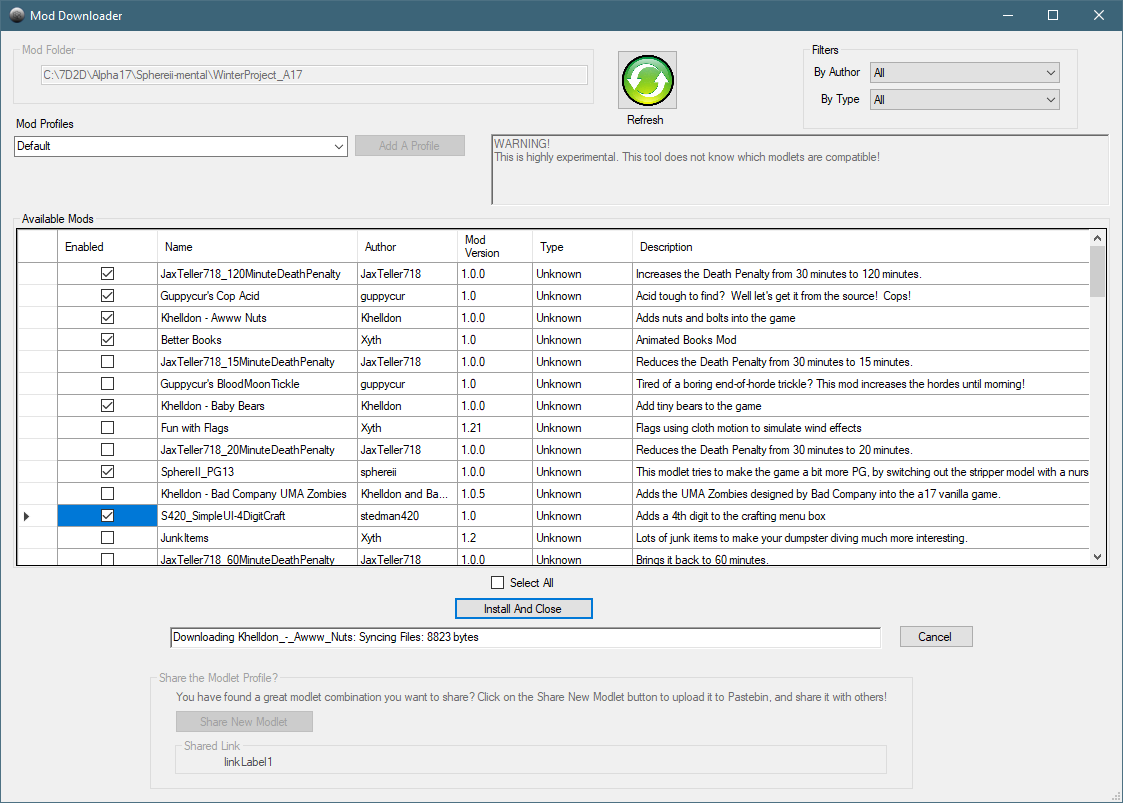 Mod Downloader
Mod Folder
C:\7D2D\Alpha17\Sphereii-mental\WinterProject_A17
Refresh
Filters
By Author All
By Type All
Mod Profiles
Default
Add A Profile
WARNING!
This is highly experimental. This tool does not know which modlets are compatible!
Available Mods
Enabled Name Author Mod Version Type Description
JaxTeller718_120MinuteDeathPenalty JaxTeller718 1.0.0 Unknown Increases the Death Penalty from 30 minutes to 120 minutes.
Guppycur's Cop Acid guppycur 1.0 Unknown Acid tough to find? Well let's get it from the source! Cops!
Khelldon - Awww Nuts Khelldon 1.0.0 Unknown Adds nuts and bolts into the game
Better Books Xyth 1.0 Unknown Animated Books Mod
JaxTeller718_15MinuteDeathPenalty JaxTeller718 1.0.0 Unknown Reduces the Death Penalty from 30 minutes to 15 minutes.
Guppycur's BloodMoonTickle guppycur 1.0 Unknown Tired of a boring end-of-horde trickle? This mod increases the hordes until morning!
Khelldon - Baby Bears Khelldon 1.0.0 Unknown Add tiny bears to the game
Fun with Flags Xyth 1.21 Unknown Flags using cloth motion to simulate wind effects
JaxTeller718_20MinuteDeathPenalty JaxTeller718 1.0.0 Unknown Reduces the Death Penalty from 30 minutes to 20 minutes.
SphereII_PG13 sphereii 1.0.0 Unknown This modlet tries to make the game a bit more PG, by switching out the stripper model with a nurs
Khelldon - Bad Company UMA Zombies Khelldon and Ba... 1.0.5 Unknown Adds the UMA Zombies designed by Bad Company into the a17 vanilla game.
S420_SimpleUI-4DigitCraft stedman420 1.0 Unknown Adds a 4th digit to the crafting menu box
JunkItems Xyth 1.2 Unknown Lots of junk items to make your dumpster diving much more interesting.
JaxTeller718_60MinuteDeathPenalty JaxTeller718 1.0.0 Unknown Brings it back to 60 minutes.
Select All
Install And Close
Downloading Khelldon_-_Awww_Nuts: Syncing Files: 8823 bytes
Cancel
Share the Modlet Profile?
You have found a great modlet combination you want to share? Click on the Share New Modlet button to upload it to Pastebin, and share it with others!
Share New Modlet
Shared Link
linkLabel1